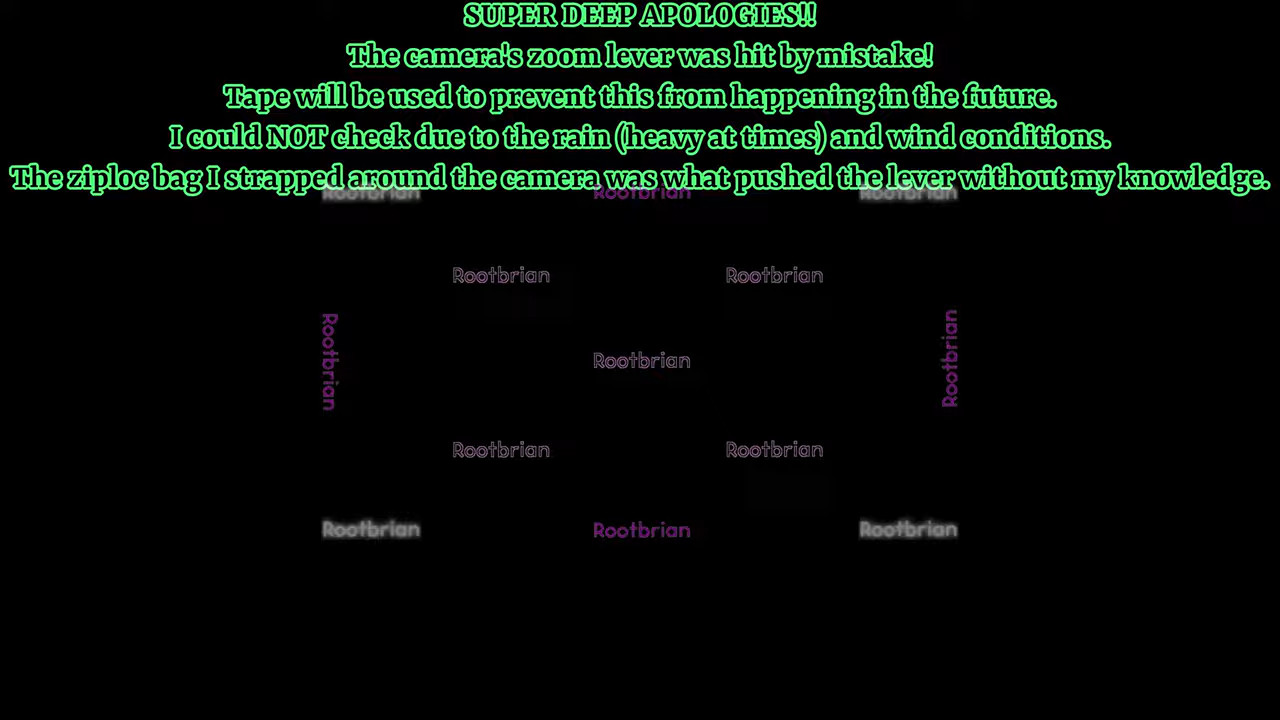 SUPER DEEP APOLOGIES!!
The camera's zoom lever was hit by mistake!
Tape will be used to prevent this from happening in the future.
I could NOT check due to the rain (heavy at times) and wind conditions.
The ziploc bag I strapped around the camera was what pushed the lever without my knowledge.
Rootbrian Rootbrian Rootbrian
Rootbrian Rootbrian
Rootbrian Rootbrian Rootbrian
Rootbrian Rootbrian
Rootbrian Rootbrian Rootbrian